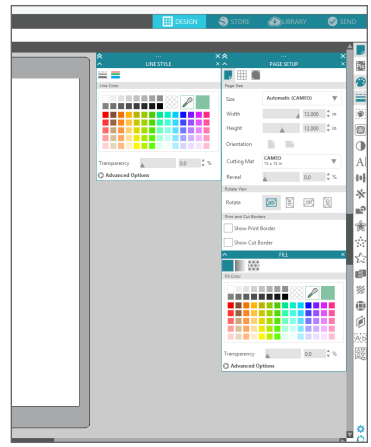 DESIGN
STORE
LIBRARY
SEND
LINE STYLE
Line Color
Transparency 0.0 %
Advanced Options
PAGE SETUP
Page Size
Size Automatic (CAMEO)
Width 12,000 in
Height 12,000 in
Orientation
Cutting Mat CAMEO
12 x 12 in
Reveal 0,0 %
Rotate View
Rotate
Print and Cut Borders
Show Print Border
Show Cut Border
FILL
Fill Color
Transparency 0.0 %
Advanced Options